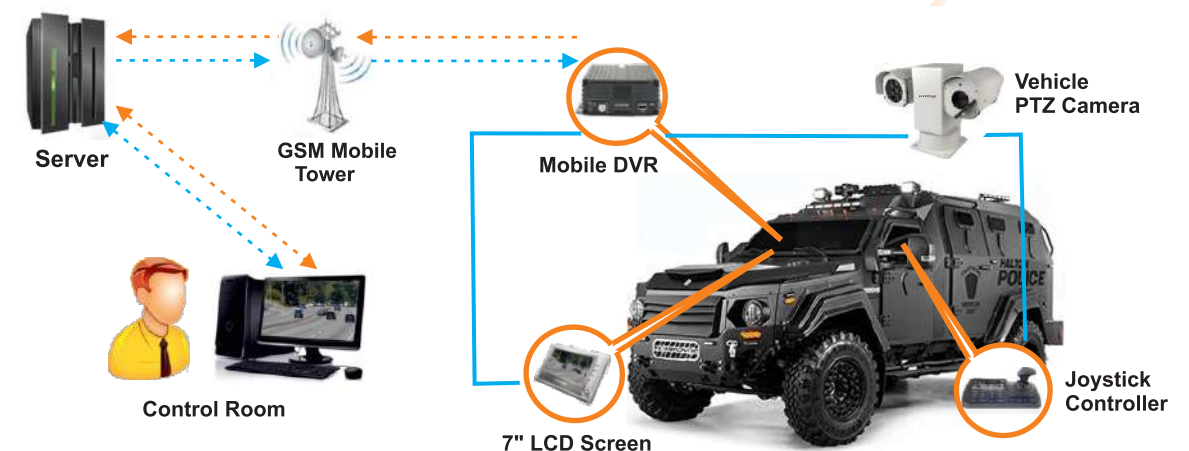 Server
GSM Mobile
Tower
Mobile DVR
Vehicle
PTZ Camera
POLICE
Control Room
7" LCD Screen
Joystick
Controller